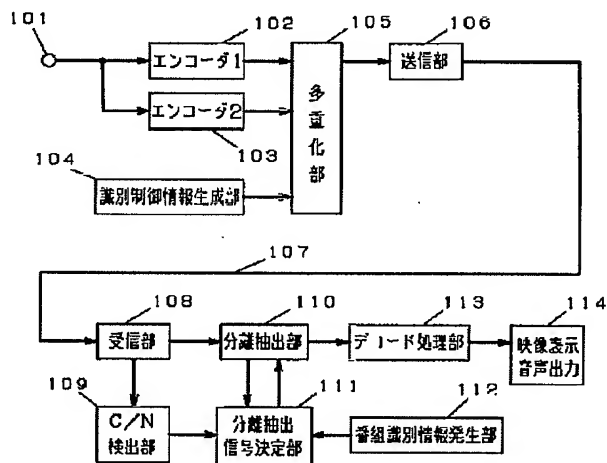 101
102
105
106
エンコーダ1
送信部
多重化部
エンコーダ2
103
104
識別制御情報生成部
107
108
110
113
114
受信部
分離抽出部
デコード処理部
映像表示
音声出力
109
111
112
C/N
検出部
分離抽出
信号決定部
番組識別情報発生部